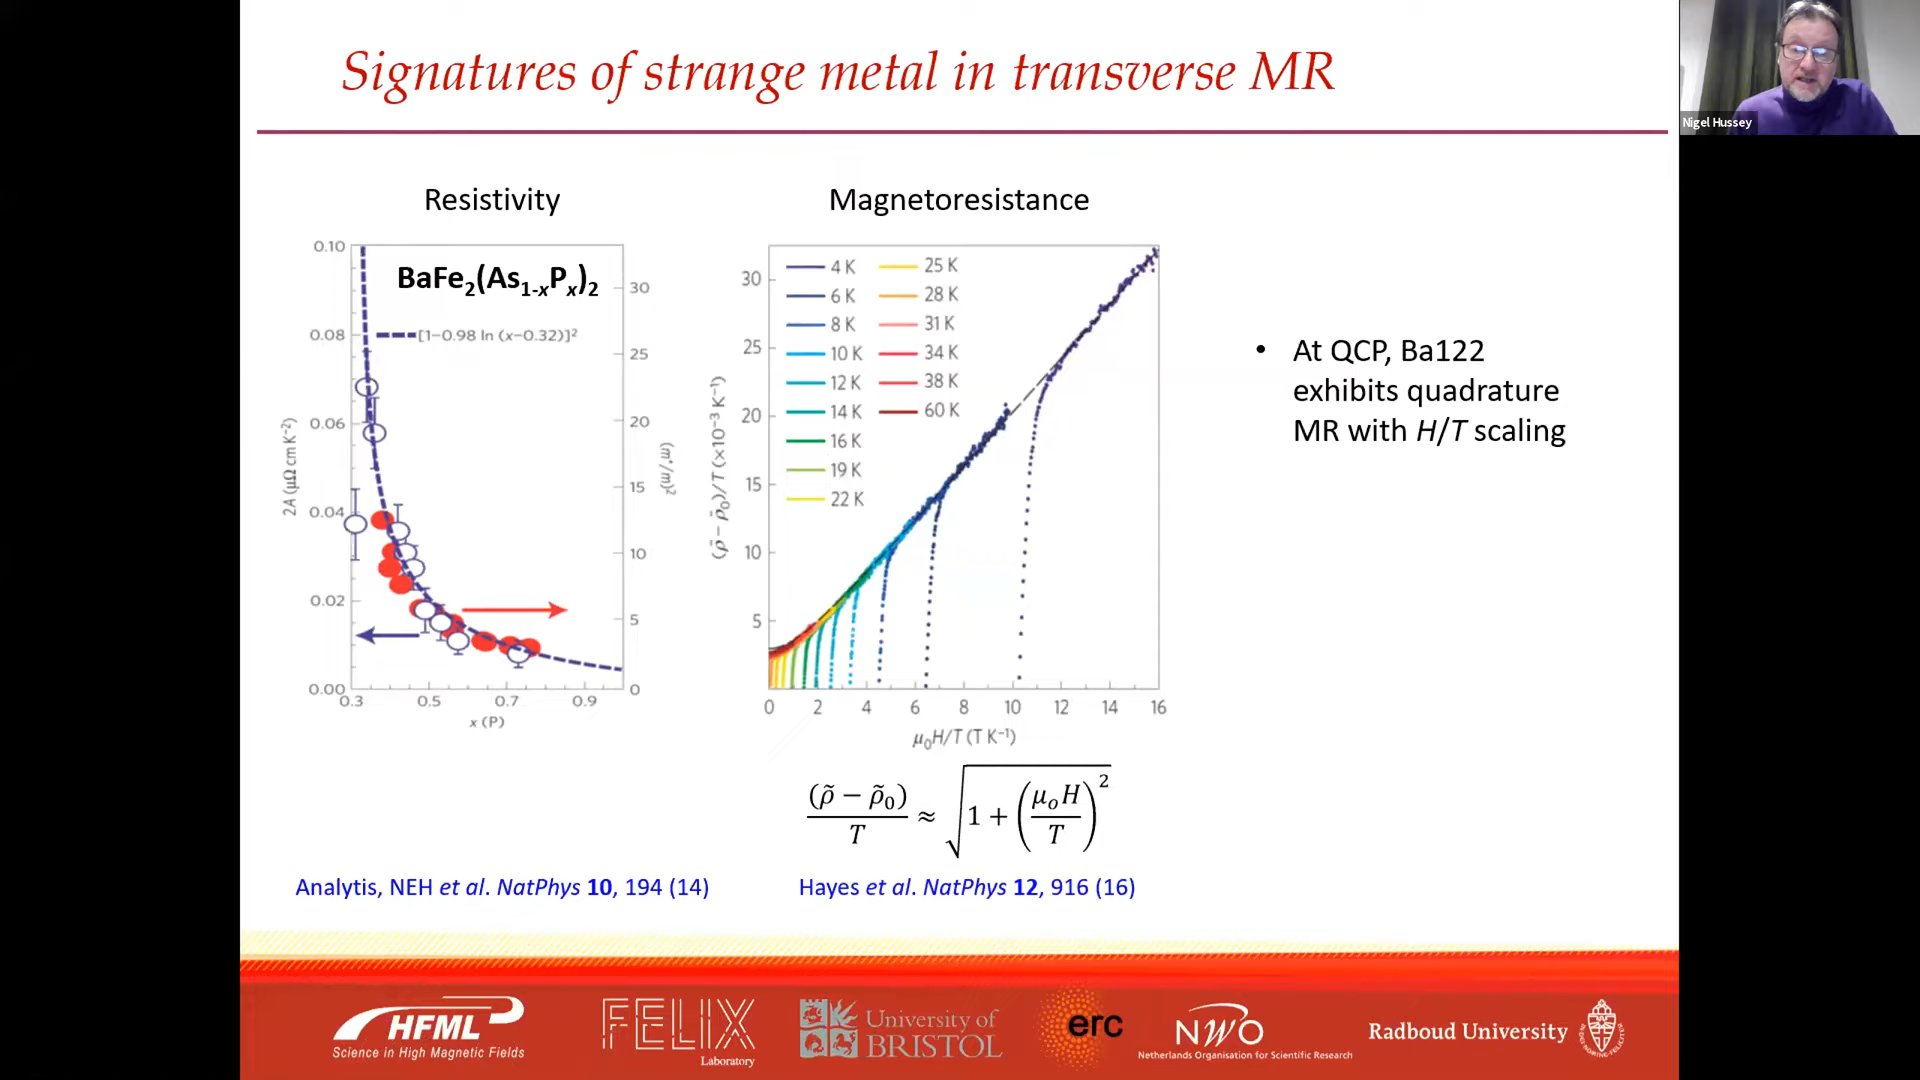 Signatures of strange metal in transverse MR
Nigel Hussey
Resistivity
0.10
0.08
0.06
0.04
0.02
0.00
2A (μΩ cm K⁻²)
BaFe₂(As₁₋ₓPₓ)₂
[1−0.98 ln (x−0.32)]²
30
25
20
15
10
5
0
(m*/m)²
0.3 0.5 0.7 0.9
x (P)
Magnetoresistance
30
25
20
15
10
5
(ρ̃ − ρ̃₀)/T (×10⁻³ K⁻¹)
4 K 25 K
6 K 28 K
8 K 31 K
10 K 34 K
12 K 38 K
14 K 60 K
16 K
19 K
22 K
0 2 4 6 8 10 12 14 16
μ₀H/T (T K⁻¹)
(ρ̃ − ρ̃₀)/T ≈ √(1 + (μₒH/T)²)
• At QCP, Ba122
exhibits quadrature
MR with H/T scaling
Analytis, NEH et al. NatPhys 10, 194 (14)
Hayes et al. NatPhys 12, 916 (16)
HFML
Science in High Magnetic Fields
FELIX
Laboratory
University of
BRISTOL
erc
NWO
Netherlands Organisation for Scientific Research
Radboud University